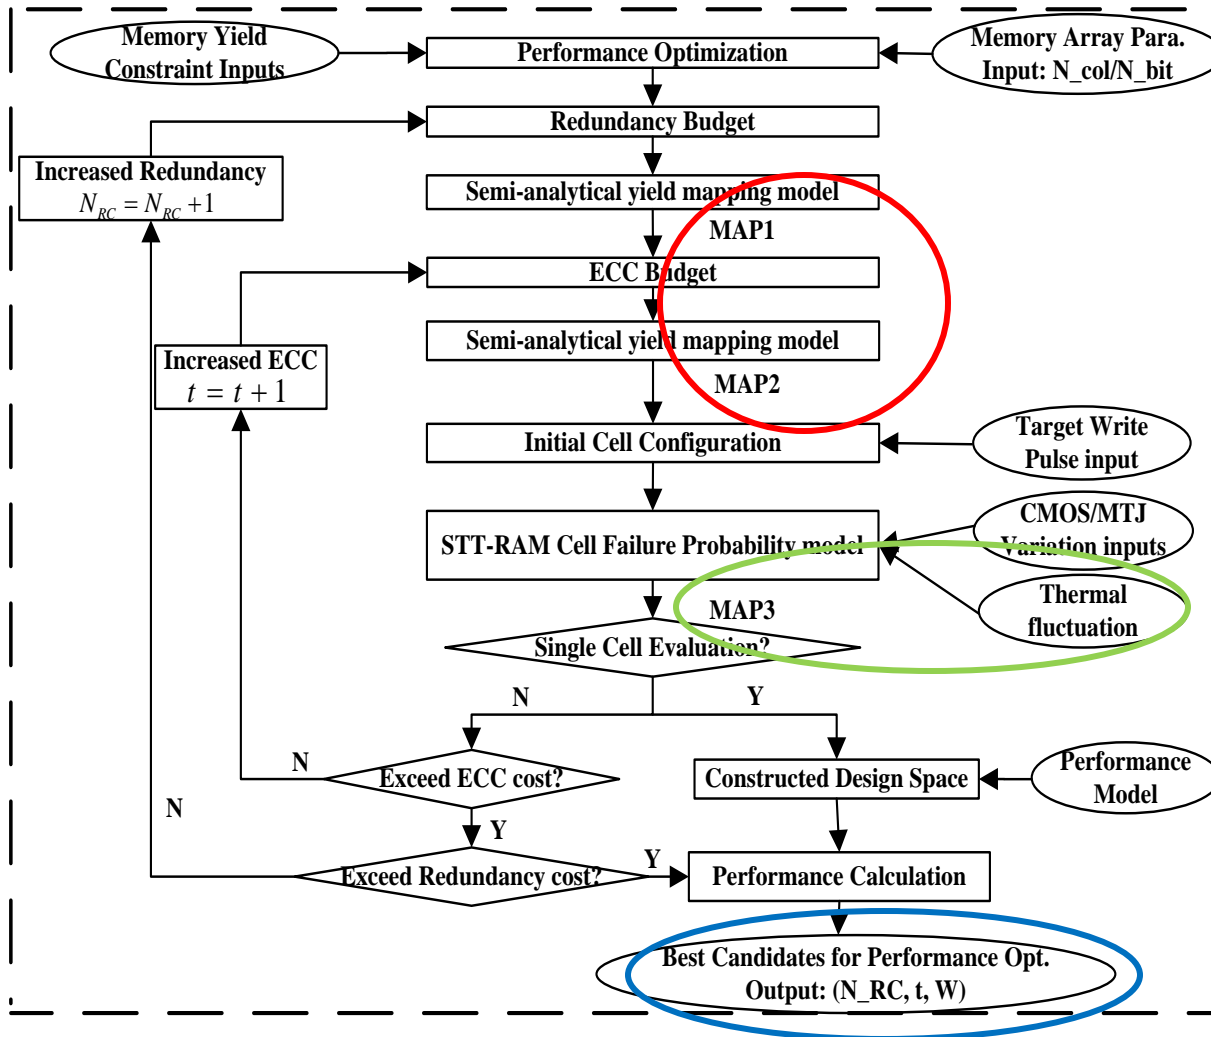 Memory Yield
Constraint Inputs
Performance Optimization
Memory Array Para.
Input: N_col/N_bit
Redundancy Budget
Increased Redundancy
N_RC = N_RC + 1
Semi-analytical yield mapping model
MAP1
ECC Budget
Semi-analytical yield mapping model
Increased ECC
t = t + 1
MAP2
Initial Cell Configuration
Target Write
Pulse input
STT-RAM Cell Failure Probability model
CMOS/MTJ
Variation inputs
Thermal
fluctuation
MAP3
Single Cell Evaluation?
N
Y
N
Exceed ECC cost?
Constructed Design Space
Performance
Model
N
Y
Exceed Redundancy cost?
Y
Performance Calculation
Best Candidates for Performance Opt.
Output: (N_RC, t, W)